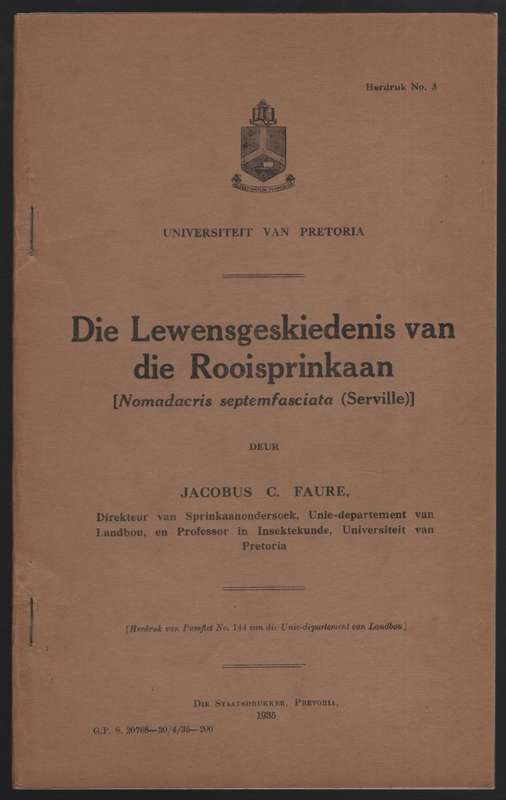 Herdruk No. 3
UNIVERSITEIT VAN PRETORIA
Die Lewensgeskiedenis van
die Rooisprinkaan
[Nomadacris septemfasciata (Serville)]
DEUR
JACOBUS C. FAURE,
Direkteur van Sprinkaanondersoek, Unie-departement van
Landbou, en Professor in Insektekunde, Universiteit van
Pretoria
[Herdruk van Pamflet No. 144 van die Unie-departement van Landbou]
DIE STAATSDRUKKER, PRETORIA,
1935
G.P. S. 20768—30/4/35—200